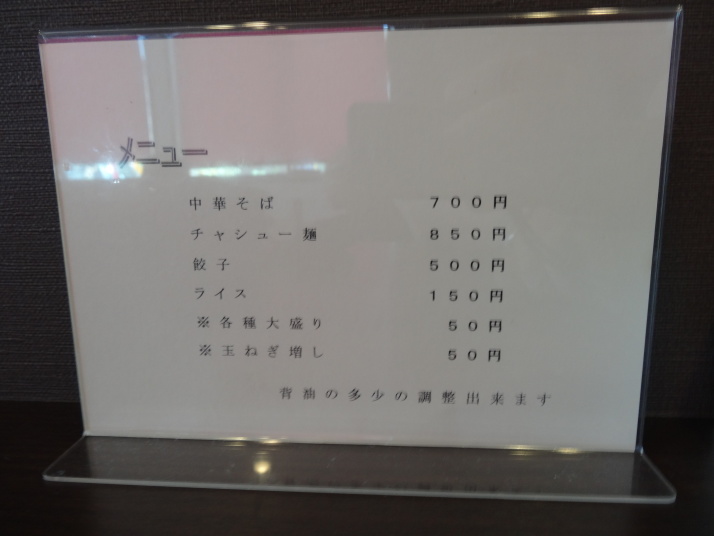 メニュー
中華そば 700円
チャシュー麺 850円
餃子 500円
ライス 150円
※各種大盛り 50円
※玉ねぎ増し 50円
背油の多少の調整出来ます